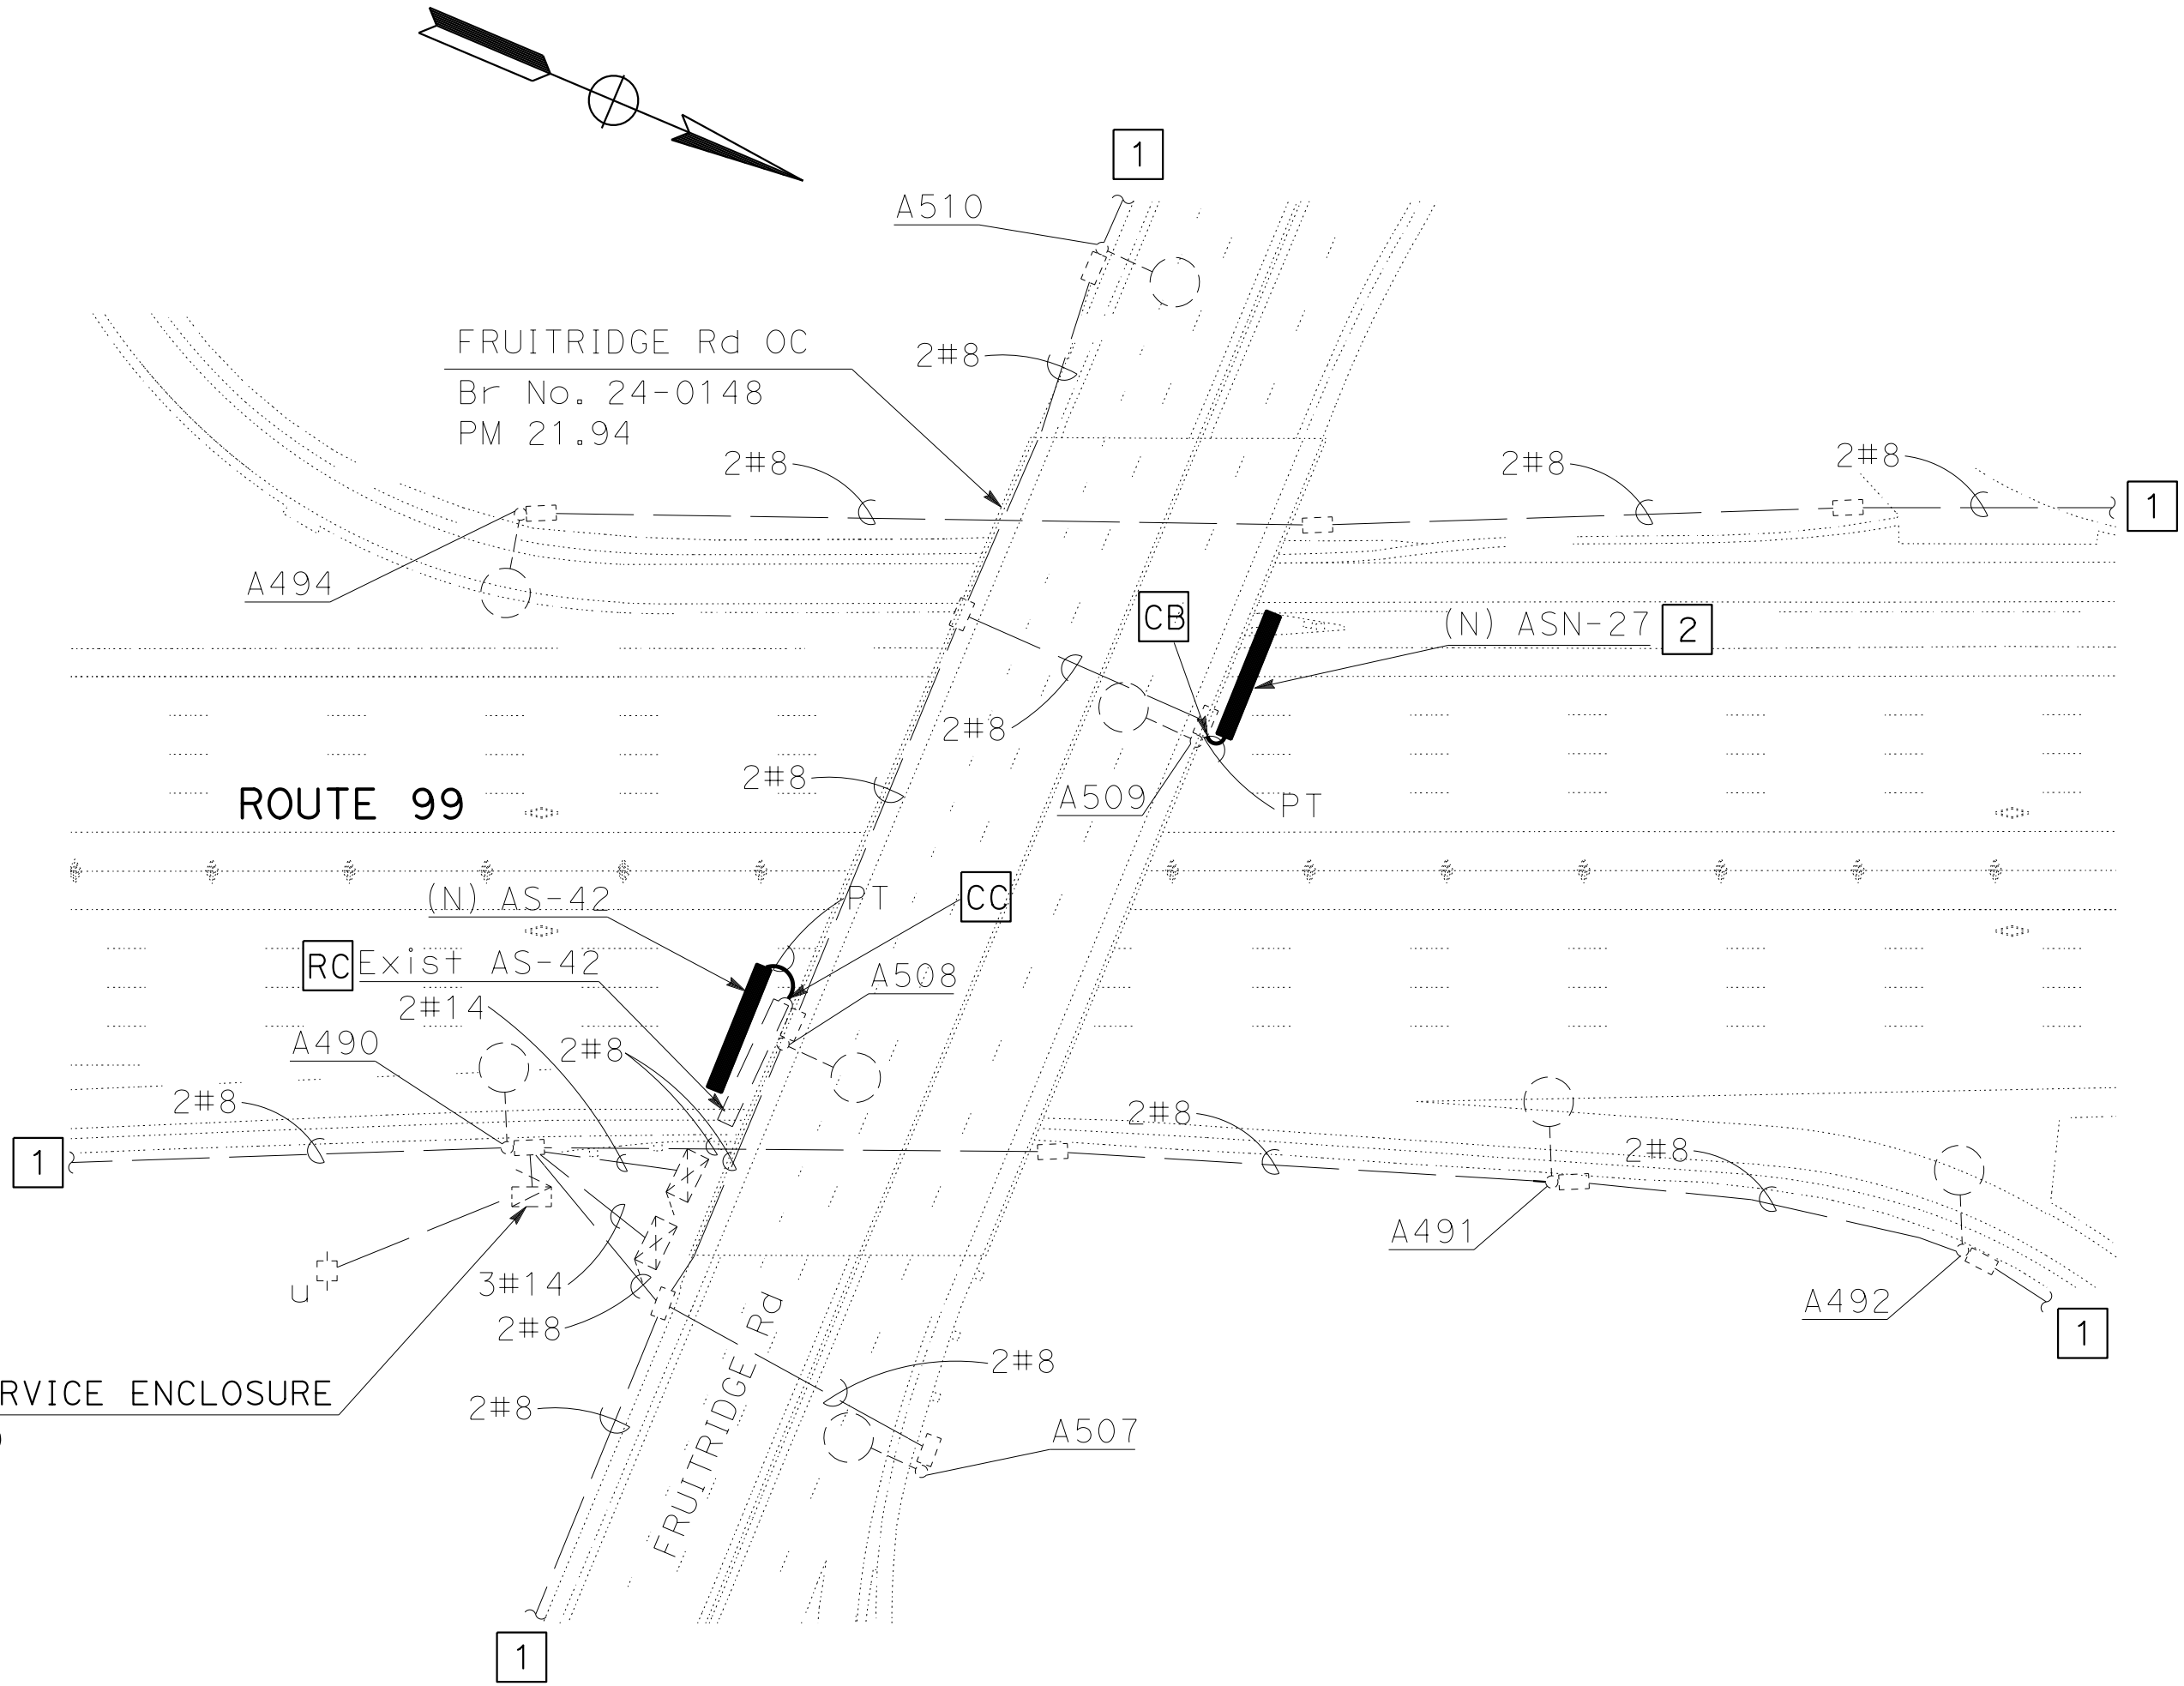 1
A510
FRUITRIDGE Rd OC
Br No. 24-0148
PM 21.94
2#8
2#8
2#8
2#8
1
A494
CB
(N) ASN-27 2
2#8
2#8
A509
PT
ROUTE 99
(N) AS-42
PT
CC
RC Exist AS-42
A508
2#14
A490
2#8
2#8
2#8
2#8
1
A491
A492
1
u
3#14
2#8
FRUITRIDGE Rd
2#8
RVICE ENCLOSURE
2#8
A507
1